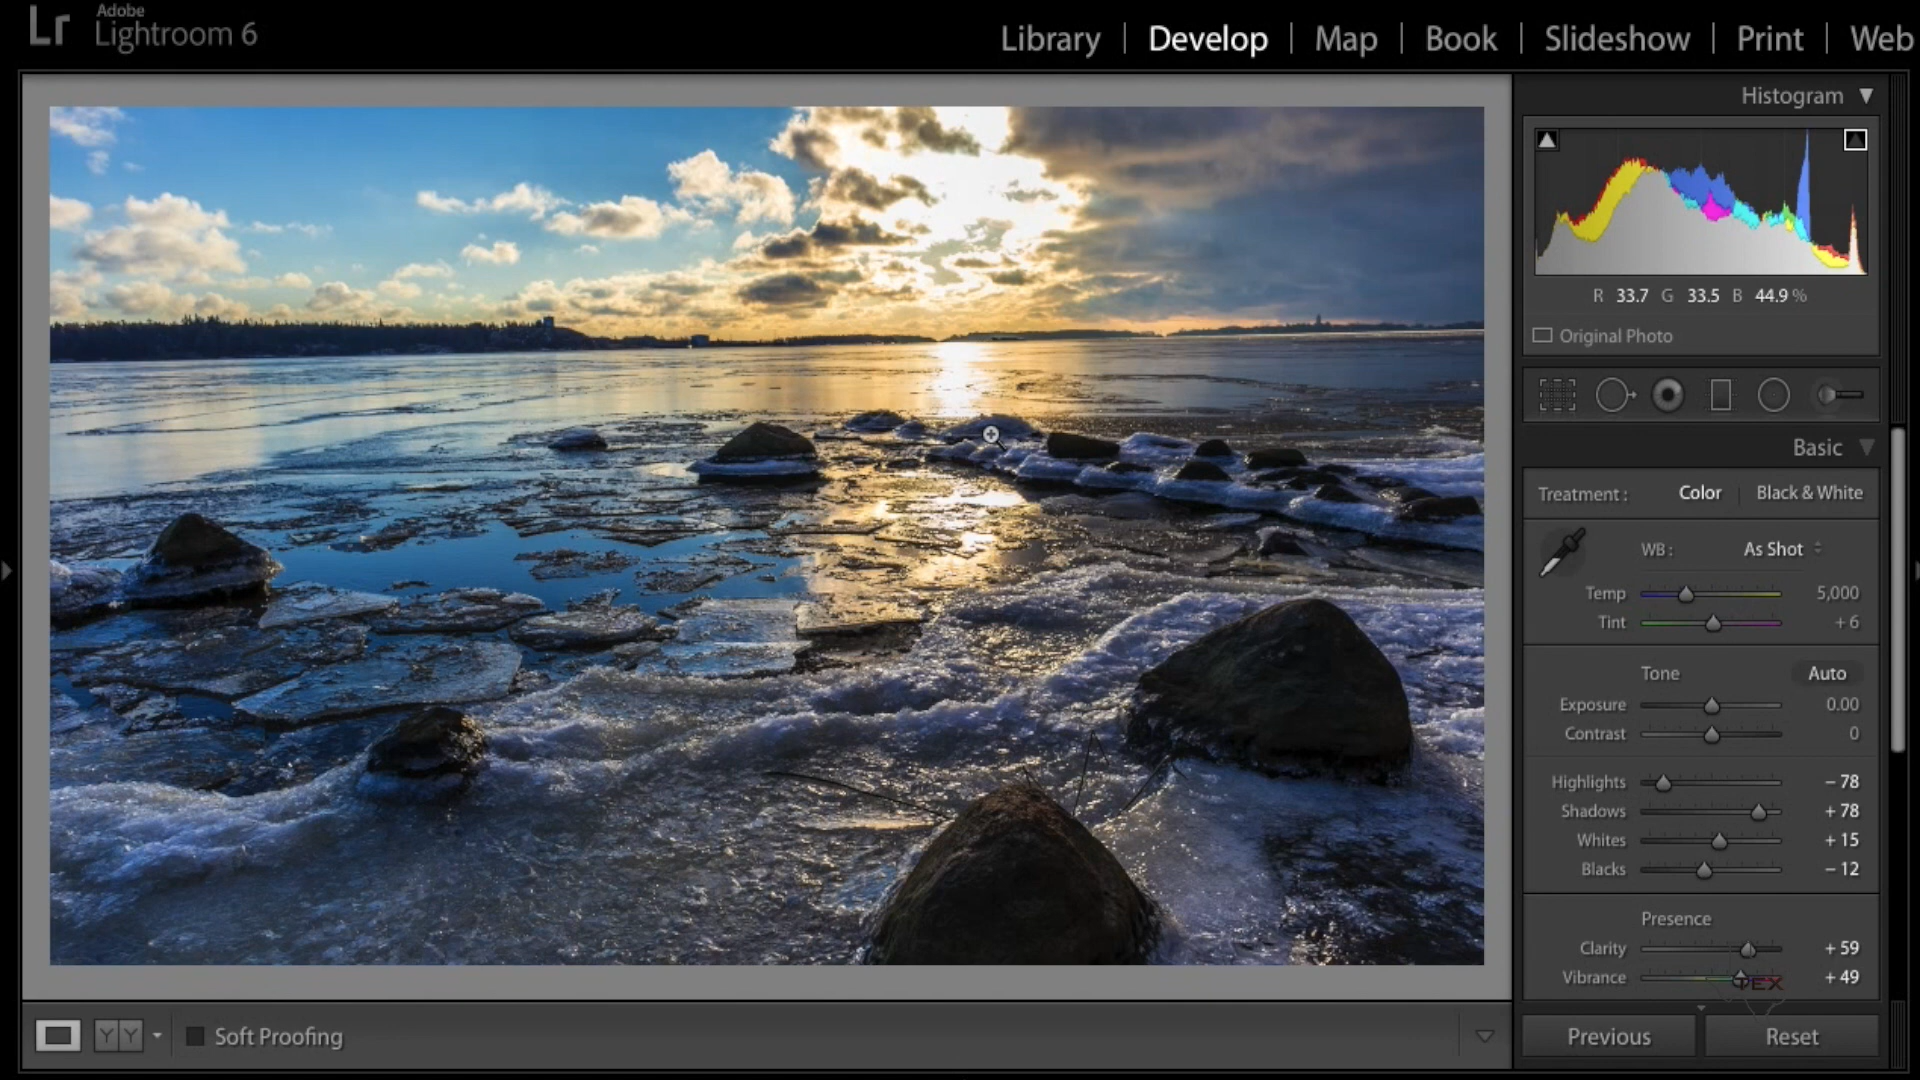 Lr Adobe
Lightroom 6
Library | Develop | Map | Book | Slideshow | Print | Web
Histogram
R 33.7 G 33.5 B 44.9 %
Original Photo
Basic
Treatment : Color Black & White
WB : As Shot
Temp 5,000
Tint + 6
Tone Auto
Exposure 0.00
Contrast 0
Highlights − 78
Shadows + 78
Whites + 15
Blacks − 12
Presence
Clarity + 59
Vibrance + 49
Y Y Soft Proofing
Previous Reset